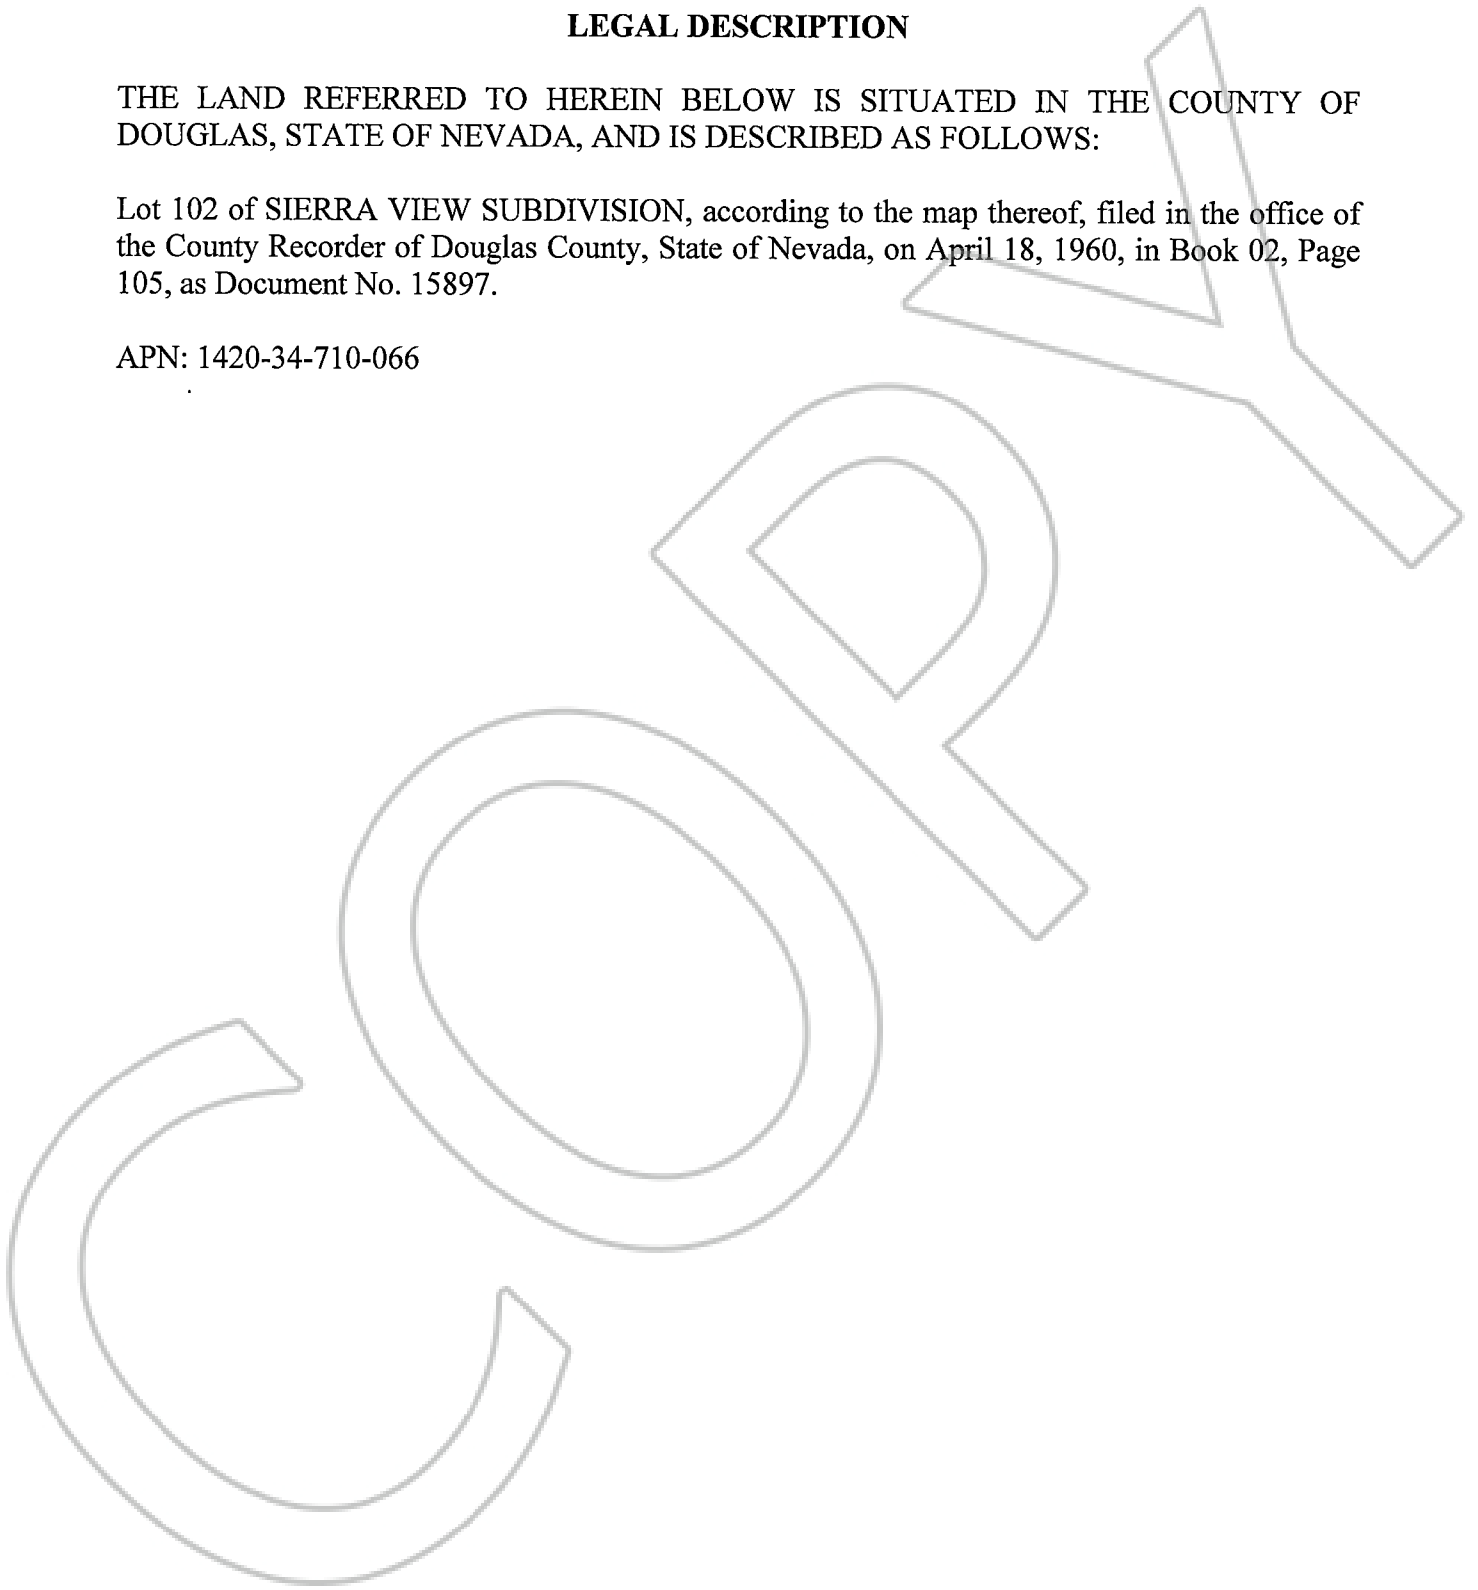 LEGAL DESCRIPTION
THE LAND REFERRED TO HEREIN BELOW IS SITUATED IN THE COUNTY OF
DOUGLAS, STATE OF NEVADA, AND IS DESCRIBED AS FOLLOWS:
Lot 102 of SIERRA VIEW SUBDIVISION, according to the map thereof, filed in the office of
the County Recorder of Douglas County, State of Nevada, on April 18, 1960, in Book 02, Page
105, as Document No. 15897.
APN: 1420-34-710-066
COPY